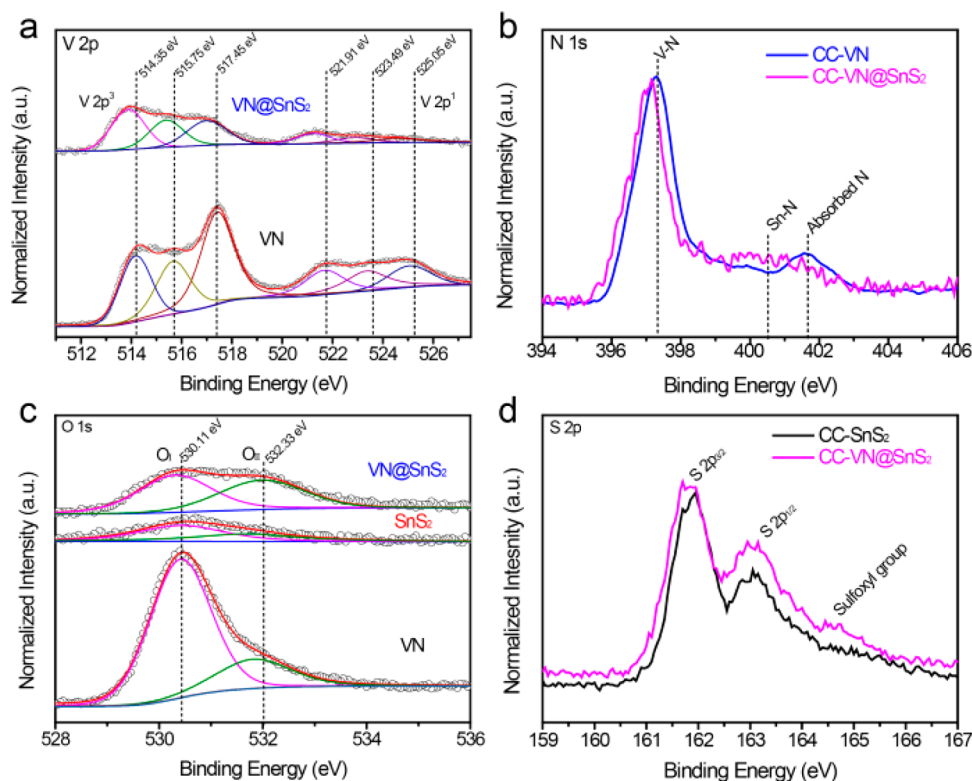 a
V 2p
514.35 eV
515.75 eV
517.45 eV
521.91 eV
523.49 eV
525.05 eV
V 2p³
V 2p¹
VN@SnS₂
VN
Normalized Intensity (a.u.)
512 514 516 518 520 522 524 526
Binding Energy (eV)
b
N 1s
V-N
CC-VN
CC-VN@SnS₂
Sn-N
Absorbed N
Normalized Intensity (a.u.)
394 396 398 400 402 404 406
Binding Energy (eV)
c
O 1s
O_I
530.11 eV
O_II
532.33 eV
VN@SnS₂
SnS₂
VN
Normalized Intensity (a.u.)
528 530 532 534 536
Binding Energy (eV)
d
S 2p
CC-SnS₂
CC-VN@SnS₂
S 2p₃/₂
S 2p₁/₂
Sulfoxyl group
Normalized Intesnity (a.u.)
159 160 161 162 163 164 165 166 167
Binding Energy (eV)